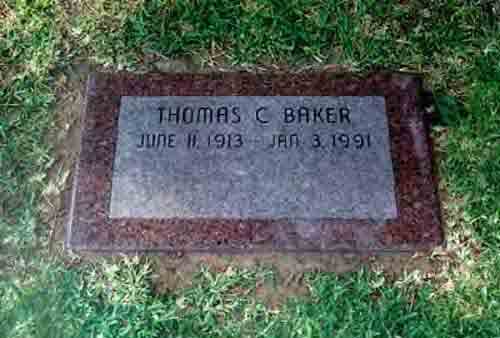 THOMAS C BAKER
JUNE 11, 1913 - JAN 3, 1991